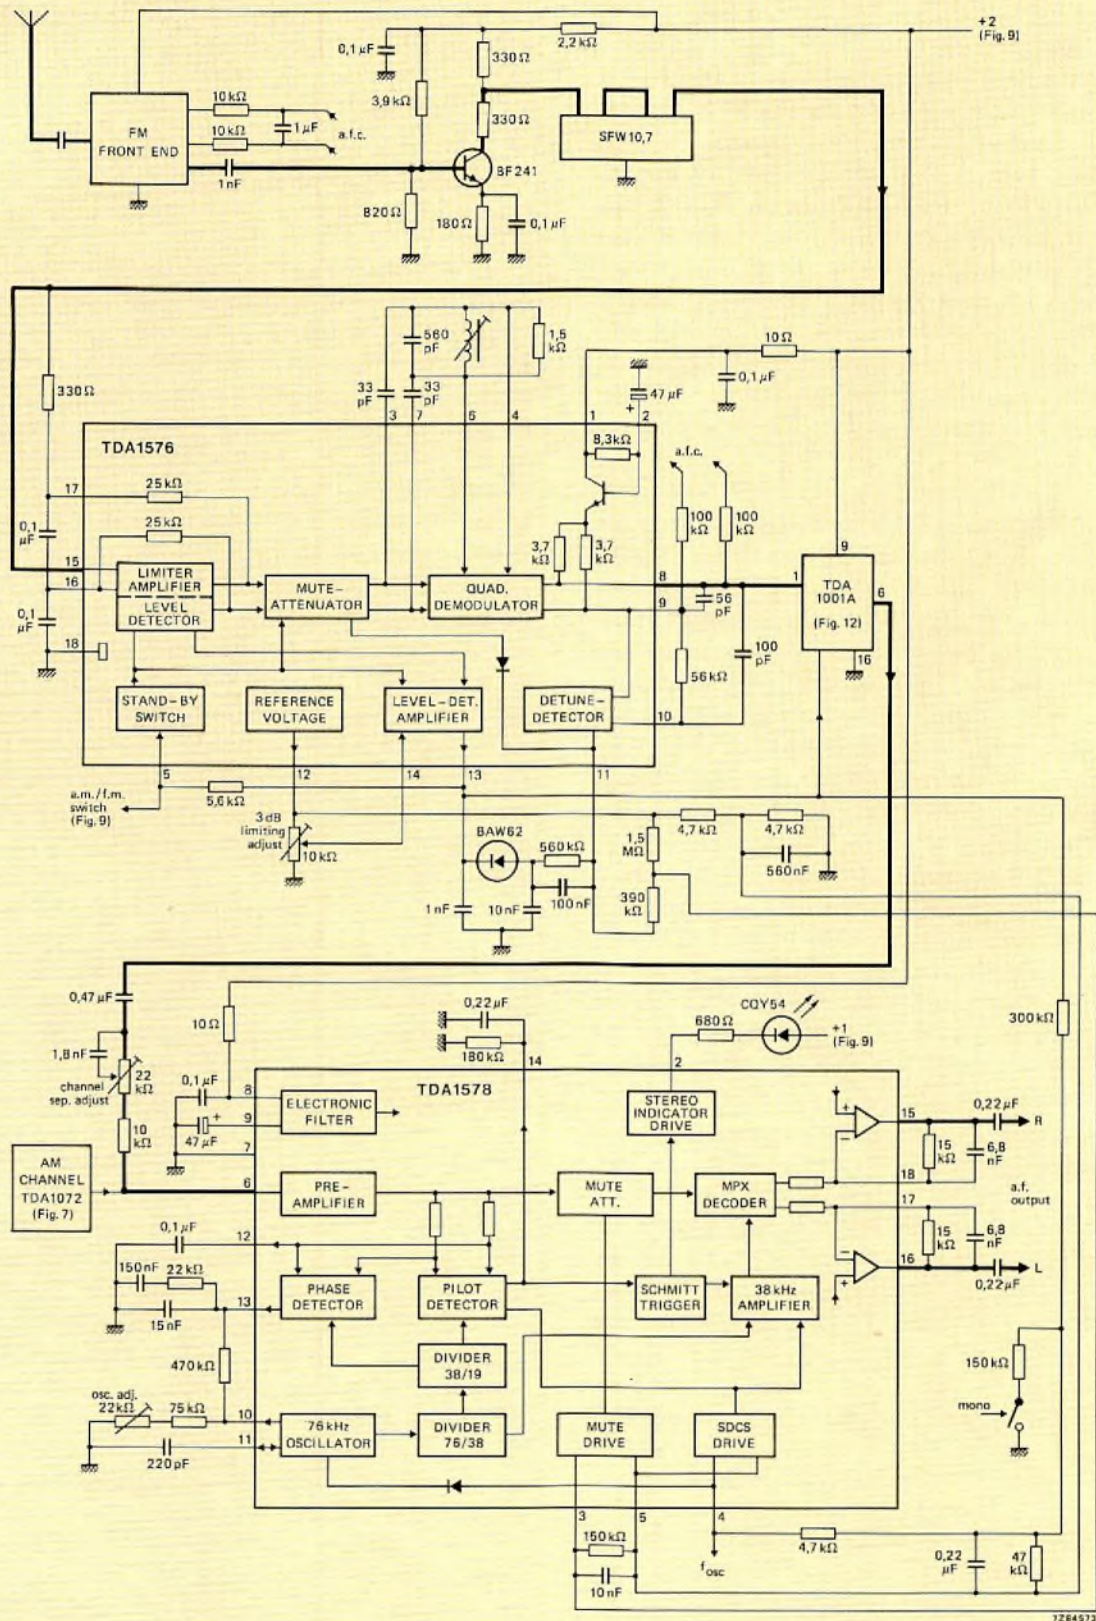 +2
(Fig. 9)
0,1 µF
2,2 kΩ
330 Ω
3,9 kΩ
330 Ω
FM
FRONT END
10 kΩ
10 kΩ
1 µF
a.f.c.
1 nF
BF241
SFW10,7
820 Ω
180 Ω
0,1 µF
560
pF
1,5
kΩ
33
pF
33
pF
3
7
6
4
1
2
47 µF
+
0,1 µF
10 Ω
330 Ω
TDA1576
8,3 kΩ
a.f.c.
17
25 kΩ
25 kΩ
0,1
µF
15
16
0,1
µF
18
LIMITER
AMPLIFIER
LEVEL
DETECTOR
MUTE-
ATTENUATOR
QUAD.
DEMODULATOR
3,7
kΩ
3,7
kΩ
100
kΩ
100
kΩ
8
9
56
pF
100
pF
56 kΩ
10
1
9
TDA
1001A
(Fig. 12)
6
16
STAND-BY
SWITCH
REFERENCE
VOLTAGE
LEVEL-DET.
AMPLIFIER
DETUNE-
DETECTOR
5
12
14
13
11
a.m./f.m.
switch
(Fig. 9)
5,6 kΩ
3 dB
limiting
adjust
10 kΩ
BAW62
560 kΩ
1 nF
10 nF
100 nF
1,5
MΩ
390
kΩ
4,7 kΩ
4,7 kΩ
560 nF
0,47 µF
1,8 nF
channel
sep. adjust
22
kΩ
10
kΩ
10 Ω
0,22 µF
180 kΩ
14
680 Ω
CQY54
+1
(Fig. 9)
300 kΩ
2
TDA1578
0,1 µF
8
9
+
47 µF
7
ELECTRONIC
FILTER
STEREO
INDICATOR
DRIVE
+
−
15
0,22 µF
R
15
kΩ
6,8
nF
18
17
a.f.
output
AM
CHANNEL
TDA1072
(Fig. 7)
6
PRE-
AMPLIFIER
MUTE
ATT.
MPX
DECODER
0,1 µF
12
15
kΩ
6,8
nF
−
+
16
0,22 µF
L
150 nF
22 kΩ
15 nF
13
PHASE
DETECTOR
PILOT
DETECTOR
SCHMITT
TRIGGER
38 kHz
AMPLIFIER
470 kΩ
DIVIDER
38/19
150 kΩ
mono
osc. adj.
22 kΩ
75 kΩ
10
11
220 pF
76 kHz
OSCILLATOR
DIVIDER
76/38
MUTE
DRIVE
SDCS
DRIVE
3
5
4
150 kΩ
10 nF
fosc
4,7 kΩ
0,22
µF
47
kΩ
7Z84573